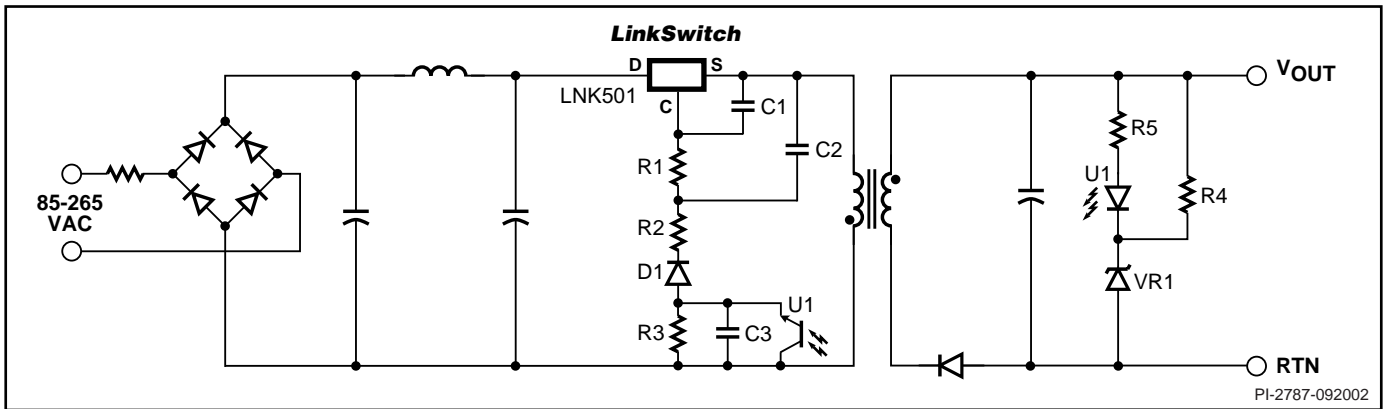 LinkSwitch
D S
LNK501
C
C1
C2
R1
R2
D1
R3
C3
U1
85-265
VAC
VOUT
R5
U1
R4
VR1
RTN
PI-2787-092002